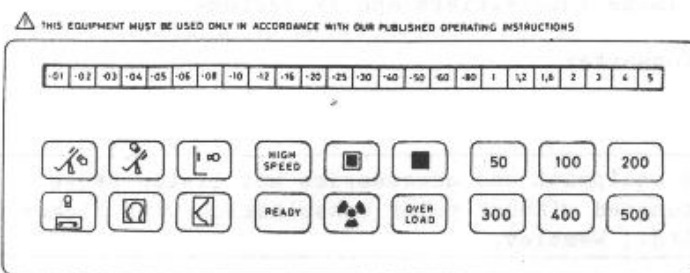 THIS EQUIPMENT MUST BE USED ONLY IN ACCORDANCE WITH OUR PUBLISHED OPERATING INSTRUCTIONS
-01 -02 -03 -04 -05 -06 -08 -10 -12 -16 -20 -25 -30 -40 -50 -60 -80 1 1,2 1,6 2 3 4 5
HIGH SPEED 50 100 200
READY OVER LOAD 300 400 500